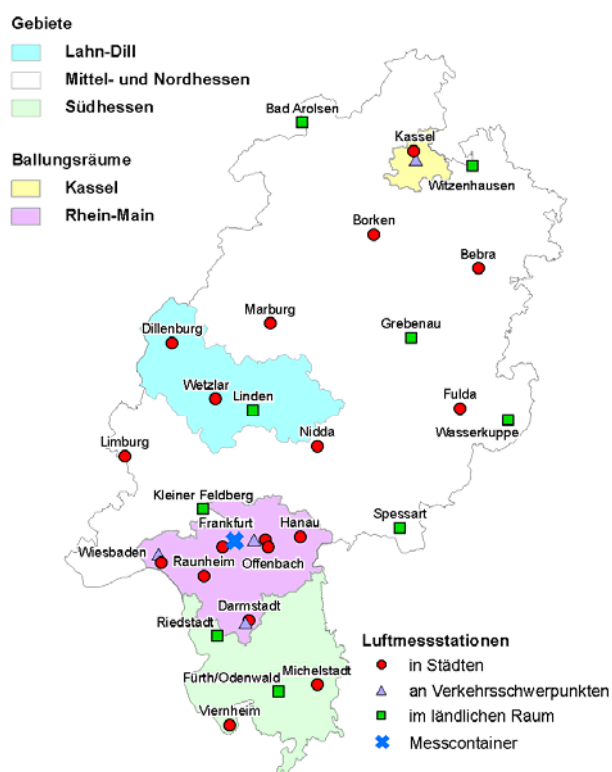 Gebiete
Lahn-Dill
Mittel- und Nordhessen
Südhessen
Ballungsräume
Kassel
Rhein-Main
Bad Arolsen
Kassel
Witzenhausen
Borken
Bebra
Marburg
Dillenburg
Grebenau
Wetzlar
Linden
Fulda
Wasserkuppe
Nidda
Limburg
Kleiner Feldberg
Spessart
Frankfurt
Hanau
Wiesbaden
Raunheim
Offenbach
Darmstadt
Riedstadt
Fürth/Odenwald
Michelstadt
Viernheim
Luftmessstationen
in Städten
an Verkehrsschwerpunkten
im ländlichen Raum
Messcontainer